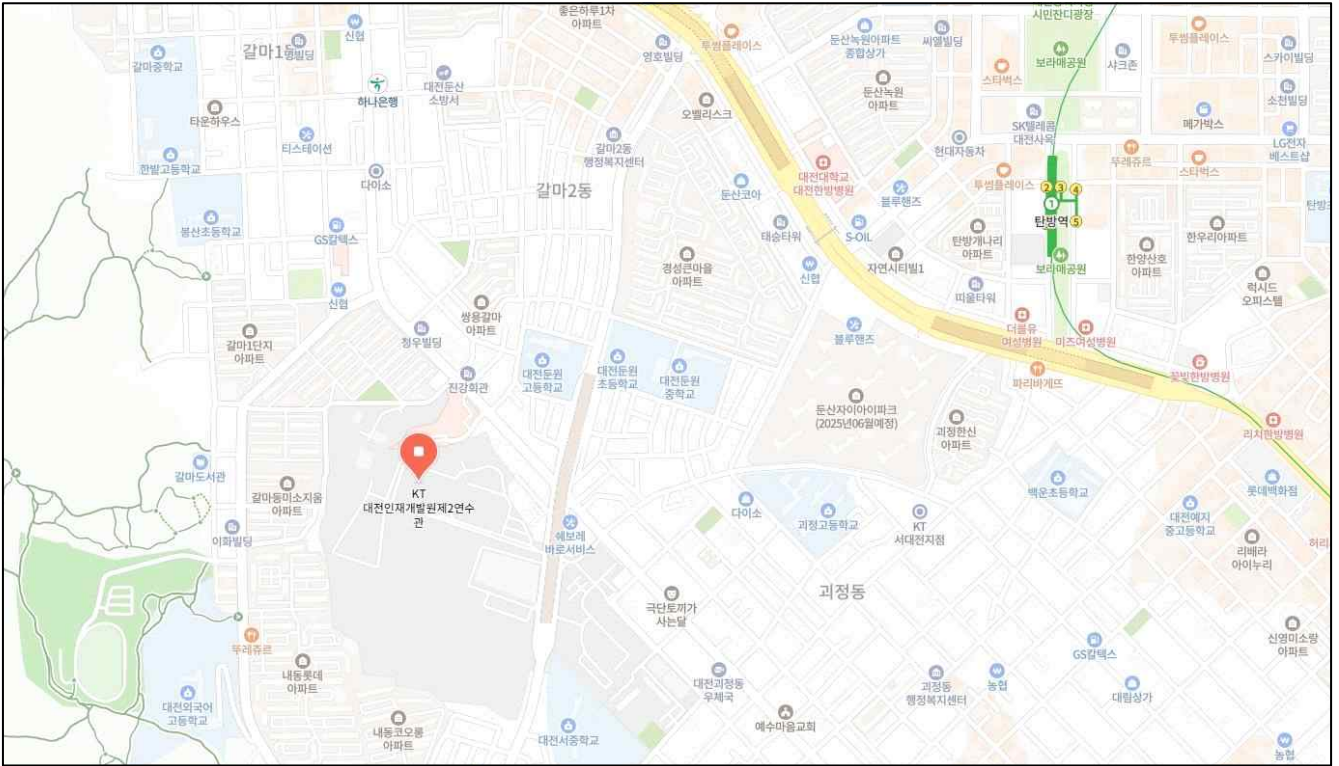 좋은하루1차
아파트
시민잔디광장
신협
갈마1동
영빌딩
영호빌딩
투썸플레이스
둔산녹원아파트
종합상가
씨엘빌딩
보라매공원
샤크존
투썸플레이스
스카이빌딩
갈마중학교
하나은행
대전둔산
소방서
스타벅스
둔산녹원
아파트
소천빌딩
타운하우스
오벨리스크
SK텔레콤
대전사옥
메가박스
티스테이션
갈마2동
행정복지센터
현대자동차
뚜레쥬르
LG전자
베스트샵
한밭고등학교
다이소
갈마2동
대전대학교
대전한방병원
둔산코아
블루핸즈
투썸플레이스
스타벅스
2 3 4
1
탄방역 5
봉산초등학교
GS칼텍스
태승타워
S-OIL
탄방개나리
아파트
한우리아파트
한양산호
아파트
경성큰마을
아파트
신협
자연시티빌1
보라매공원
럭시드
오피스텔
신협
쌍용갈마
아파트
띠울타워
갈마1단지
아파트
청우빌딩
블루핸즈
더블유
여성병원
미즈여성병원
대전둔원
고등학교
대전둔원
초등학교
대전둔원
중학교
진강회관
파리바게뜨
꽃빛한방병원
둔산자이아이파크
(2025년06월예정)
괴정한신
아파트
리치한방병원
갈마도서관
갈마동미소지움
아파트
KT
대전인재개발원제2연수
관
백운초등학교
롯데백화점
다이소
괴정고등학교
KT
서대전지점
대전예지
중고등학교
이화빌딩
쉐보레
바로서비스
리베라
아이누리
허리
괴정동
극단토끼가
사는달
뚜레쥬르
신영미소랑
아파트
GS칼텍스
내동롯데
아파트
대전괴정동
우체국
괴정동
행정복지센터
농협
대림상가
대전외국어
고등학교
예수마음교회
내동코오롱
아파트
대전서중학교
농협